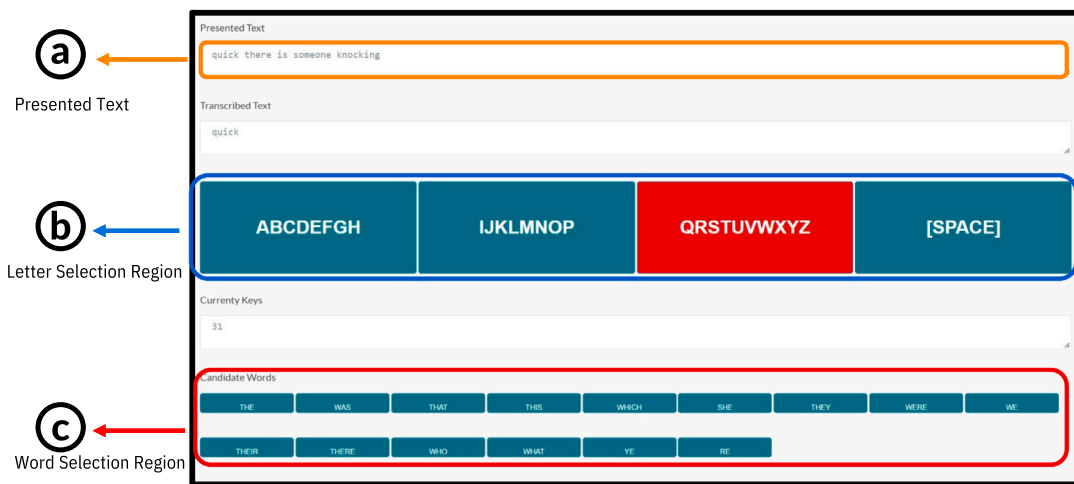 Presented Text
quick there is someone knocking
a
Presented Text
Transcribed Text
quick
ABCDEFGH IJKLMNOP QRSTUVWXYZ [SPACE]
b
Letter Selection Region
Currenty Keys
31
Candidate Words
THE WAS THAT THIS WHICH SHE THEY WERE WE
THEIR THERE WHO WHAT YE RE
c
Word Selection Region